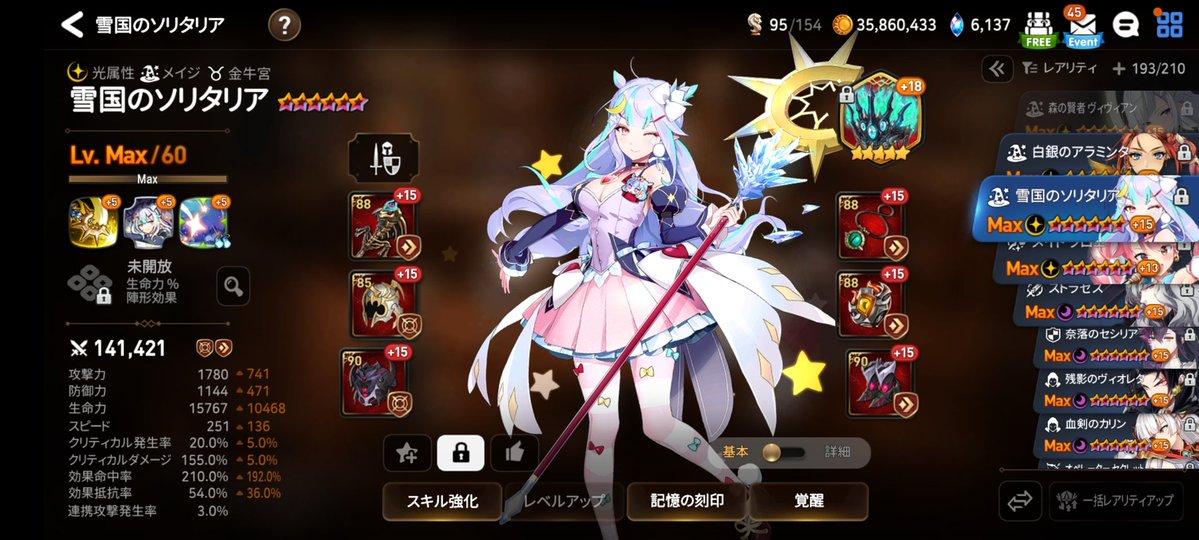 雪国のソリタリア
?
95/154
35,860,433
6,137
FREE
45
Event
光属性 メイジ 金牛宮
雪国のソリタリア
Lv. Max/60
Max
+5
+5
+5
未開放
生命力%
陣形効果
141,421
攻撃力 1780 741
防御力 1144 471
生命力 15767 10468
スピード 251 136
クリティカル発生率 20.0% 5.0%
クリティカルダメージ 155.0% 5.0%
効果命中率 210.0% 192.0%
効果抵抗率 54.0% 36.0%
連携攻撃発生率 3.0%
88 +15
85 +15
90 +15
+18
88 +15
88 +15
90 +15
基本 詳細
スキル強化
レベルアップ
記憶の刻印
覚醒
レアリティ
193/210
森の賢者ヴィヴィアン
白銀のアラミンタ
雪国のソリタリア
Max +15
Max +13
ストラゼス
Max +15
奈落のセシリア
Max +15
残影のヴィオレタ
Max +15
血剣のカリン
Max +15
一括レアリティアップ